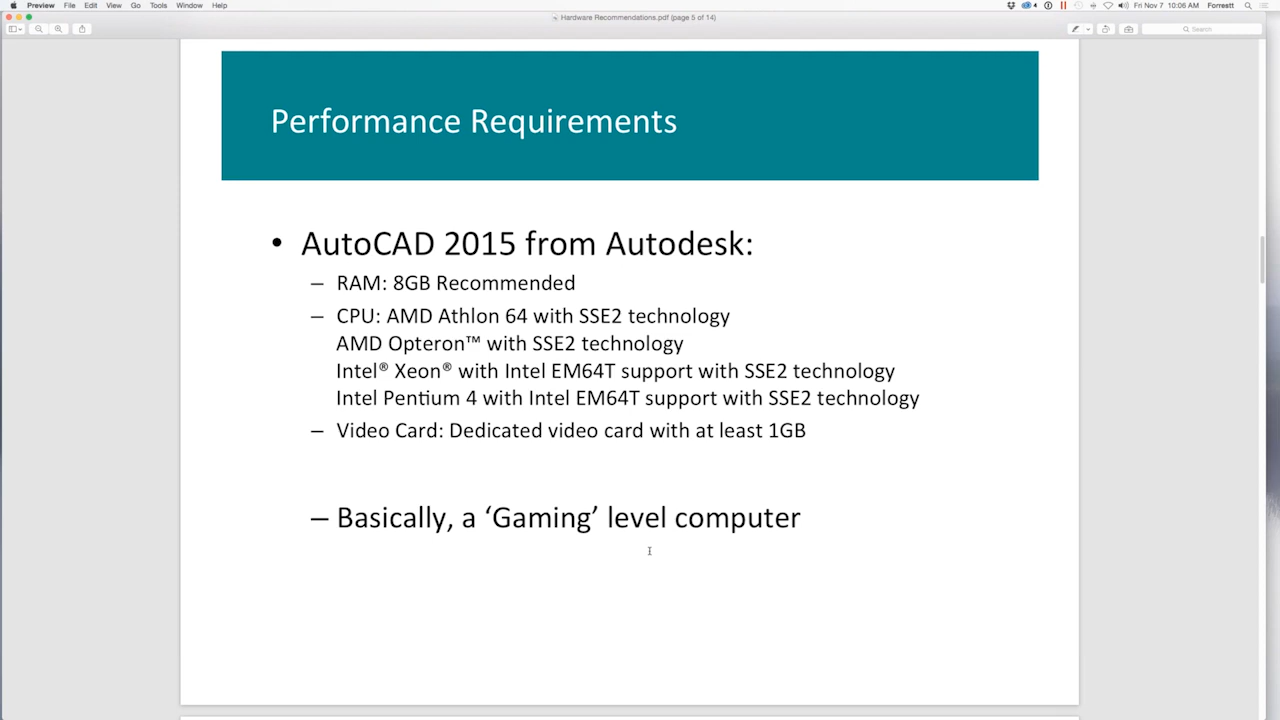 Preview File Edit View Go Tools Window Help
4
Fri Nov 7 10:06 AM Forrestt
Hardware Recommendations.pdf (page 5 of 14)
Search
Performance Requirements
• AutoCAD 2015 from Autodesk:
– RAM: 8GB Recommended
– CPU: AMD Athlon 64 with SSE2 technology
AMD Opteron™ with SSE2 technology
Intel® Xeon® with Intel EM64T support with SSE2 technology
Intel Pentium 4 with Intel EM64T support with SSE2 technology
– Video Card: Dedicated video card with at least 1GB
– Basically, a ‘Gaming’ level computer